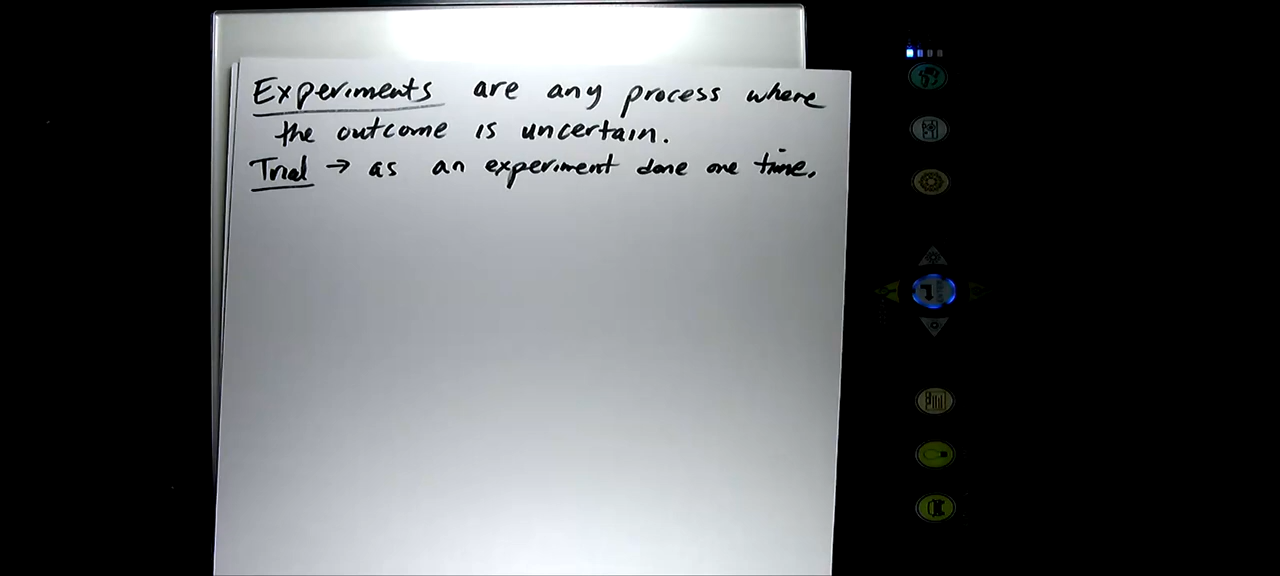 Experiments are any process where
the outcome is uncertain.
Trial → as an experiment done one time.